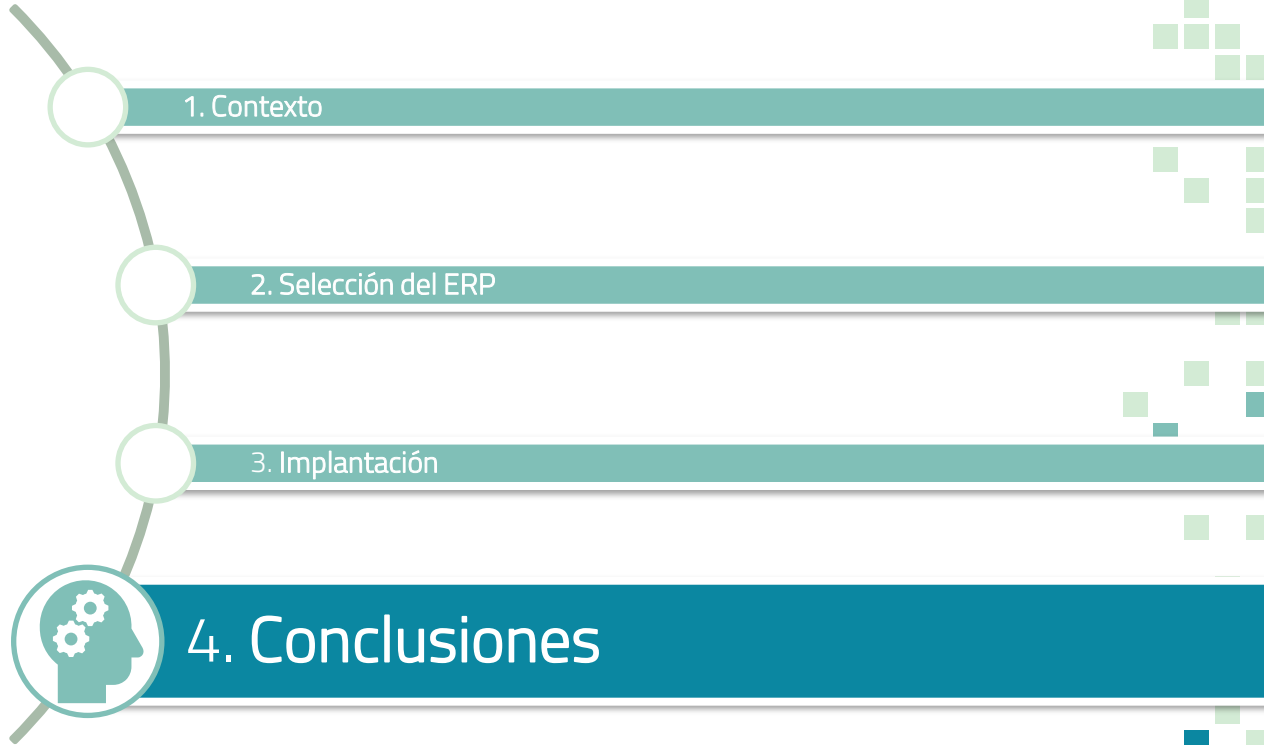 1. Contexto
2. Selección del ERP
3. Implantación
4. Conclusiones